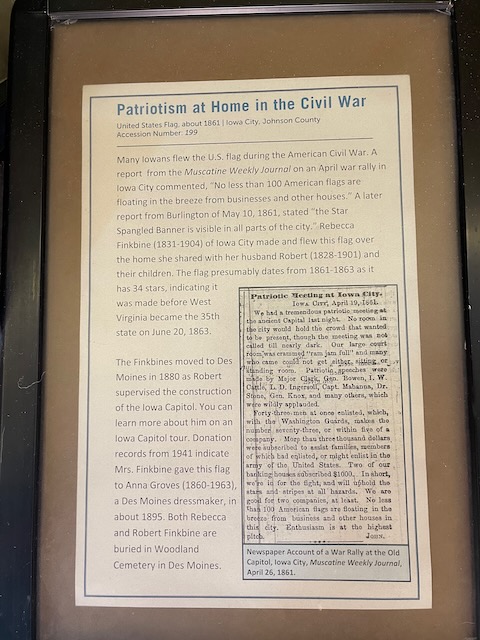 Patriotism at Home in the Civil War
United States Flag, about 1861 | Iowa City, Johnson County
Accession Number: 199
Many Iowans flew the U.S. flag during the American Civil War. A
report from the Muscatine Weekly Journal on an April war rally in
Iowa City commented, "No less than 100 American flags are
floating in the breeze from businesses and other houses." A later
report from Burlington of May 10, 1861, stated "the Star
Spangled Banner is visible in all parts of the city." Rebecca
Finkbine (1831-1904) of Iowa City made and flew this flag over
the home she shared with her husband Robert (1828-1901) and
their children. The flag presumably dates from 1861-1863 as it
has 34 stars, indicating it
was made before West
Virginia became the 35th
state on June 20, 1863.
The Finkbines moved to Des
Moines in 1880 as Robert
supervised the construction
of the Iowa Capitol. You can
learn more about him on an
Iowa Capitol tour. Donation
records from 1941 indicate
Mrs. Finkbine gave this flag
to Anna Groves (1860-1963),
a Des Moines dressmaker, in
about 1895. Both Rebecca
and Robert Finkbine are
buried in Woodland
Cemetery in Des Moines.
Patriotic Meeting at Iowa City.
Iowa City, April 19, 1861.
We had a tremendous patriotic meeting at
the ancient Capital last night. No room in
the city would hold the crowd that wanted
to be present, though the meeting was not
called till nearly dark. Our large court
room was crammed "ram jam full" and many
who came could not get either sitting or
standing room. Patriotic speeches were
made by Major Clark, Gen. Bowen, I. W.
L. D. Ingersoll, Capt. Mahanna, Dr.
Stone, Gen. Knox, and many others, which
were wildly applauded.
Forty-three men at once enlisted, which,
with the Washington Guards, makes the
number seventy-three, or within five of a
company. More than three thousand dollars
were subscribed to assist families, members
of which had enlisted, or might enlist in the
army of the United States. Two of our
banking houses subscribed $1000. In short,
we're in for the fight, and will uphold the
stars and stripes at all hazards. We are
good for two companies, at least. No less
than 100 American flags are floating in the
breeze from business and other houses in
this city. Enthusiasm is at the highest
pitch. JOHN.
Newspaper Account of a War Rally at the Old
Capitol, Iowa City, Muscatine Weekly Journal,
April 26, 1861.